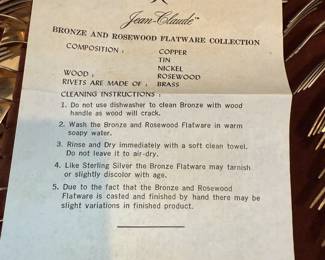 Jean-Claude™
BRONZE AND ROSEWOOD FLATWARE COLLECTION
COMPOSITION : COPPER
TIN
NICKEL
WOOD : ROSEWOOD
RIVETS ARE MADE OF : BRASS
CLEANING INSTRUCTIONS :
1. Do not use dishwasher to clean Bronze with wood
handle as wood will crack.
2. Wash the Bronze and Rosewood Flatware in warm
soapy water.
3. Rinse and Dry immediately with a soft clean towel.
Do not leave it to air-dry.
4. Like Sterling Silver the Bronze Flatware may tarnish
or slightly discolor with age.
5. Due to the fact that the Bronze and Rosewood
Flatware is casted and finished by hand there may be
slight variations in finished product.